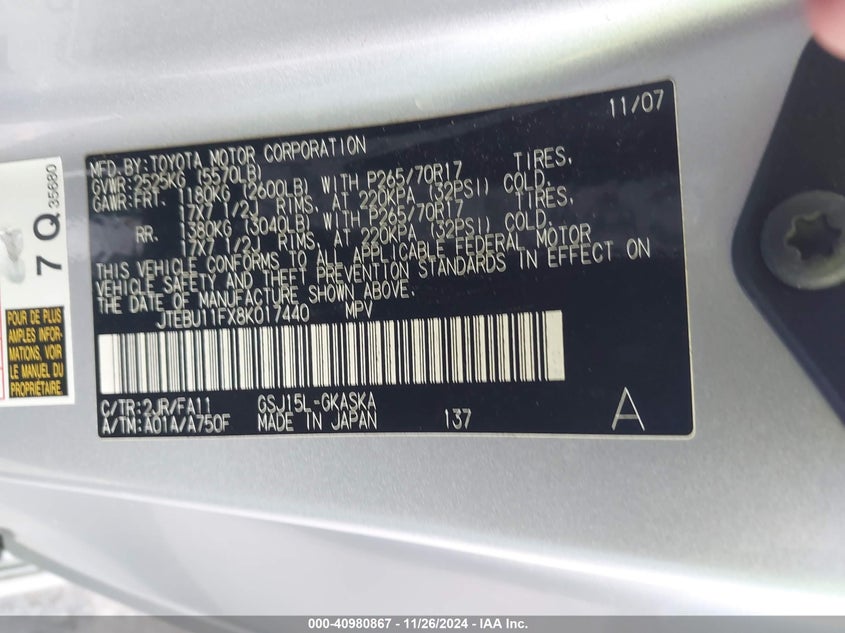 11/07
MFD.BY:TOYOTA MOTOR CORPORATION
GVWR:2525KG (5570LB)
GAWR:FRT. 1180KG (2600LB) WITH P265/70R17 TIRES,
17X7 1/2J RIMS, AT 220KPA (32PSI) COLD,
RR. 1380KG (3040LB) WITH P265/70R17 TIRES,
17X7 1/2J RIMS, AT 220KPA (32PSI) COLD.
THIS VEHICLE CONFORMS TO ALL APPLICABLE FEDERAL MOTOR
VEHICLE SAFETY AND THEFT PREVENTION STANDARDS IN EFFECT ON
THE DATE OF MANUFACTURE SHOWN ABOVE.
JTEBU11FX8K017440 MPV
C/TR:2JR/FA11 GSJ15L-GKASKA
A/TM:A01A/A750F MADE IN JAPAN 137 A
7 Q 35680
POUR DE PLUS
AMPLES INFOR-
MATIONS, VOIR
LE MANUEL DU
PROPRIÉTAIRE.
000-40980867 - 11/26/2024 - IAA Inc.